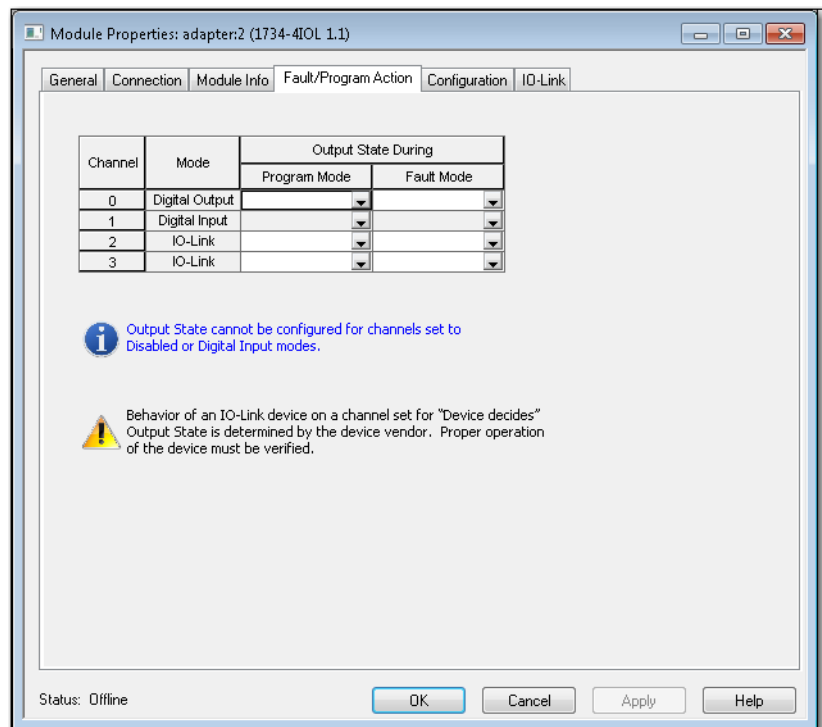 Module Properties: adapter:2 (1734-4IOL 1.1)
General Connection Module Info Fault/Program Action Configuration IO-Link
Channel Mode Output State During
Program Mode Fault Mode
0 Digital Output
1 Digital Input
2 IO-Link
3 IO-Link
Output State cannot be configured for channels set to
Disabled or Digital Input modes.
Behavior of an IO-Link device on a channel set for "Device decides"
Output State is determined by the device vendor. Proper operation
of the device must be verified.
Status: Offline OK Cancel Apply Help